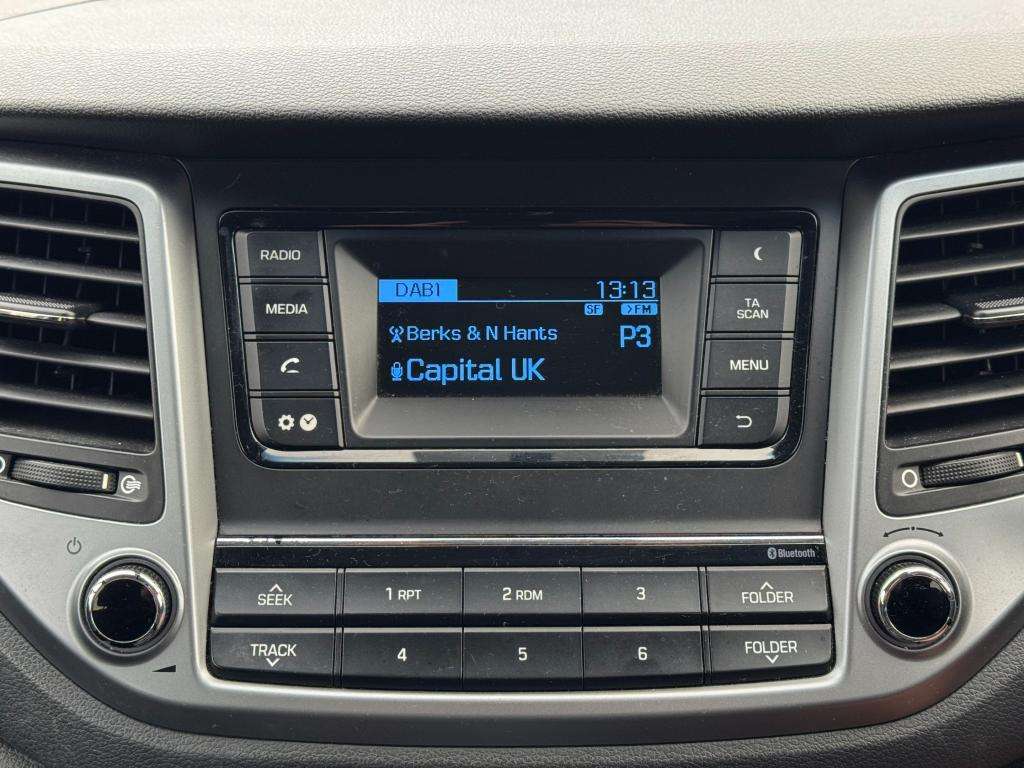 RADIO
MEDIA
DAB1 13:13
SF >FM
Berks & N Hants P3
Capital UK
TA
SCAN
MENU
Bluetooth
SEEK
1 RPT
2 RDM
3
FOLDER
TRACK
4
5
6
FOLDER